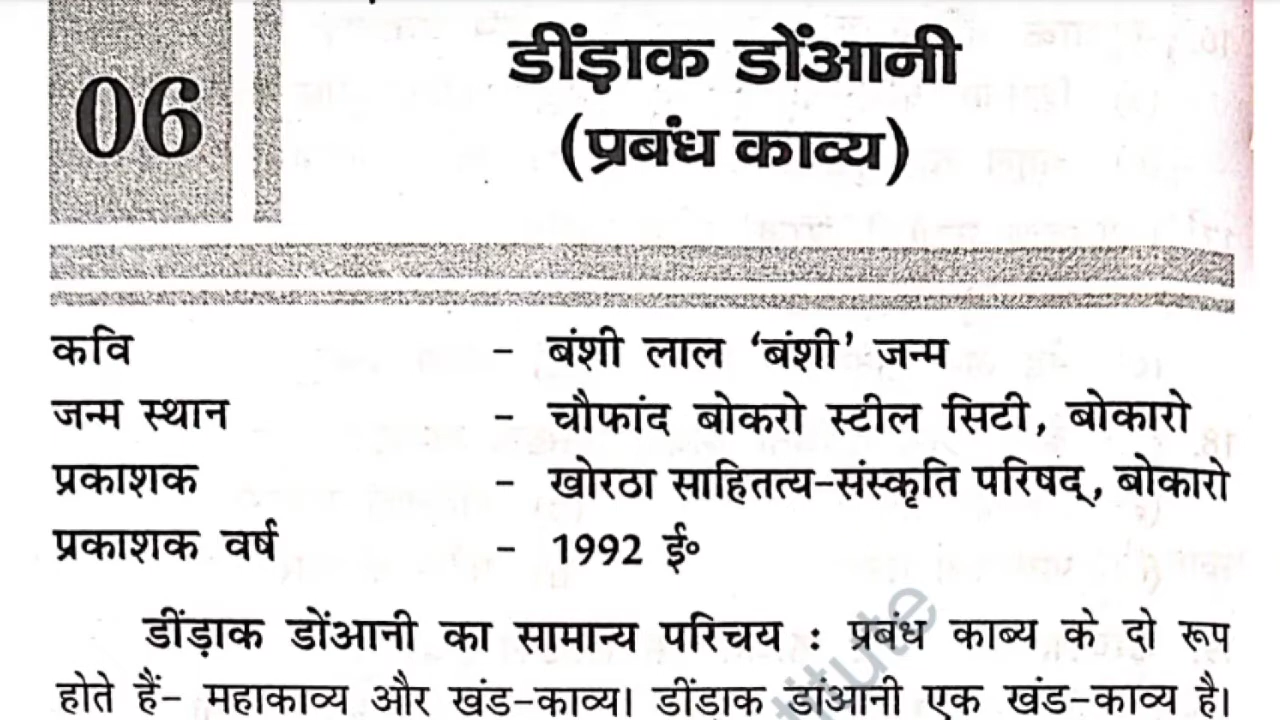 06
डींड़ाक डोंआनी
(प्रबंध काव्य)
कवि - बंशी लाल ‘बंशी’ जन्म
जन्म स्थान - चौफांद बोकरो स्टील सिटी, बोकारो
प्रकाशक - खोरठा साहितत्य-संस्कृति परिषद्, बोकारो
प्रकाशक वर्ष - 1992 ई॰
डींड़ाक डोंआनी का सामान्य परिचय : प्रबंध काब्य के दो रूप
होते हैं- महाकाव्य और खंड-काव्य। डींड़ाक डांआनी एक खंड-काव्य है।